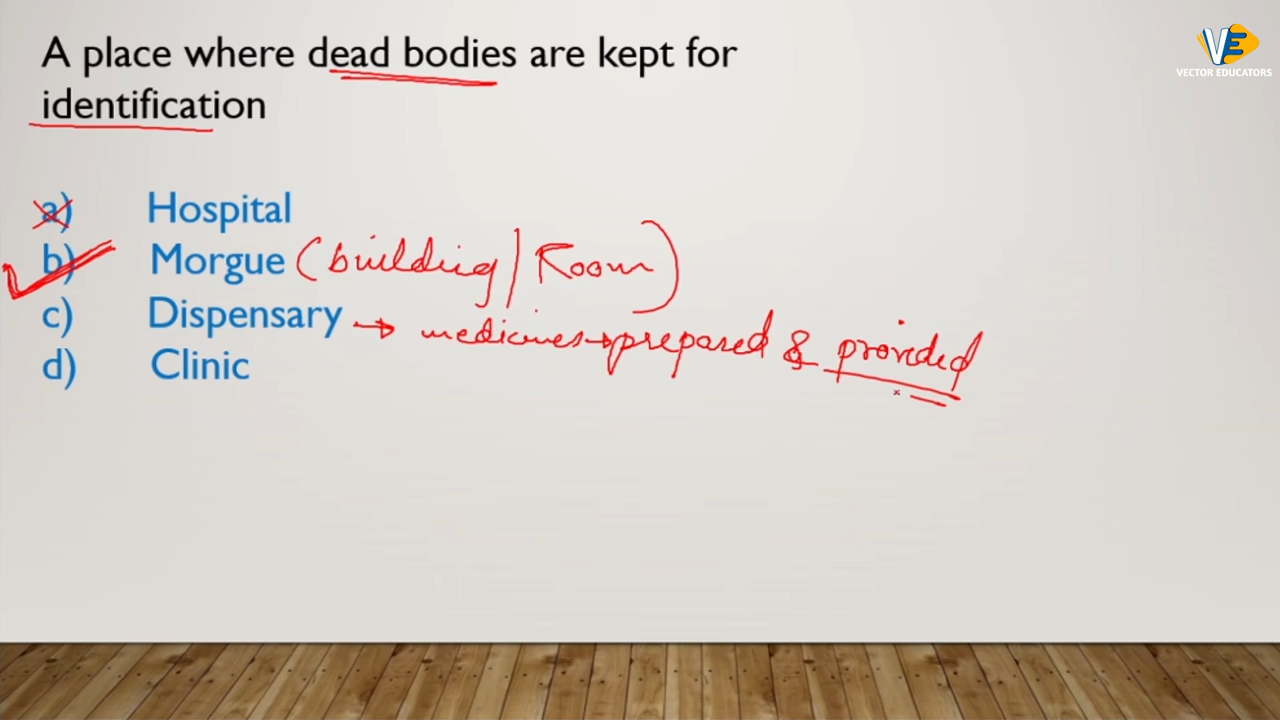 A place where dead bodies are kept for
identification
a) Hospital
b) Morgue (building/Room)
c) Dispensary → medicines→prepared & provided
d) Clinic
VE
VECTOR EDUCATORS